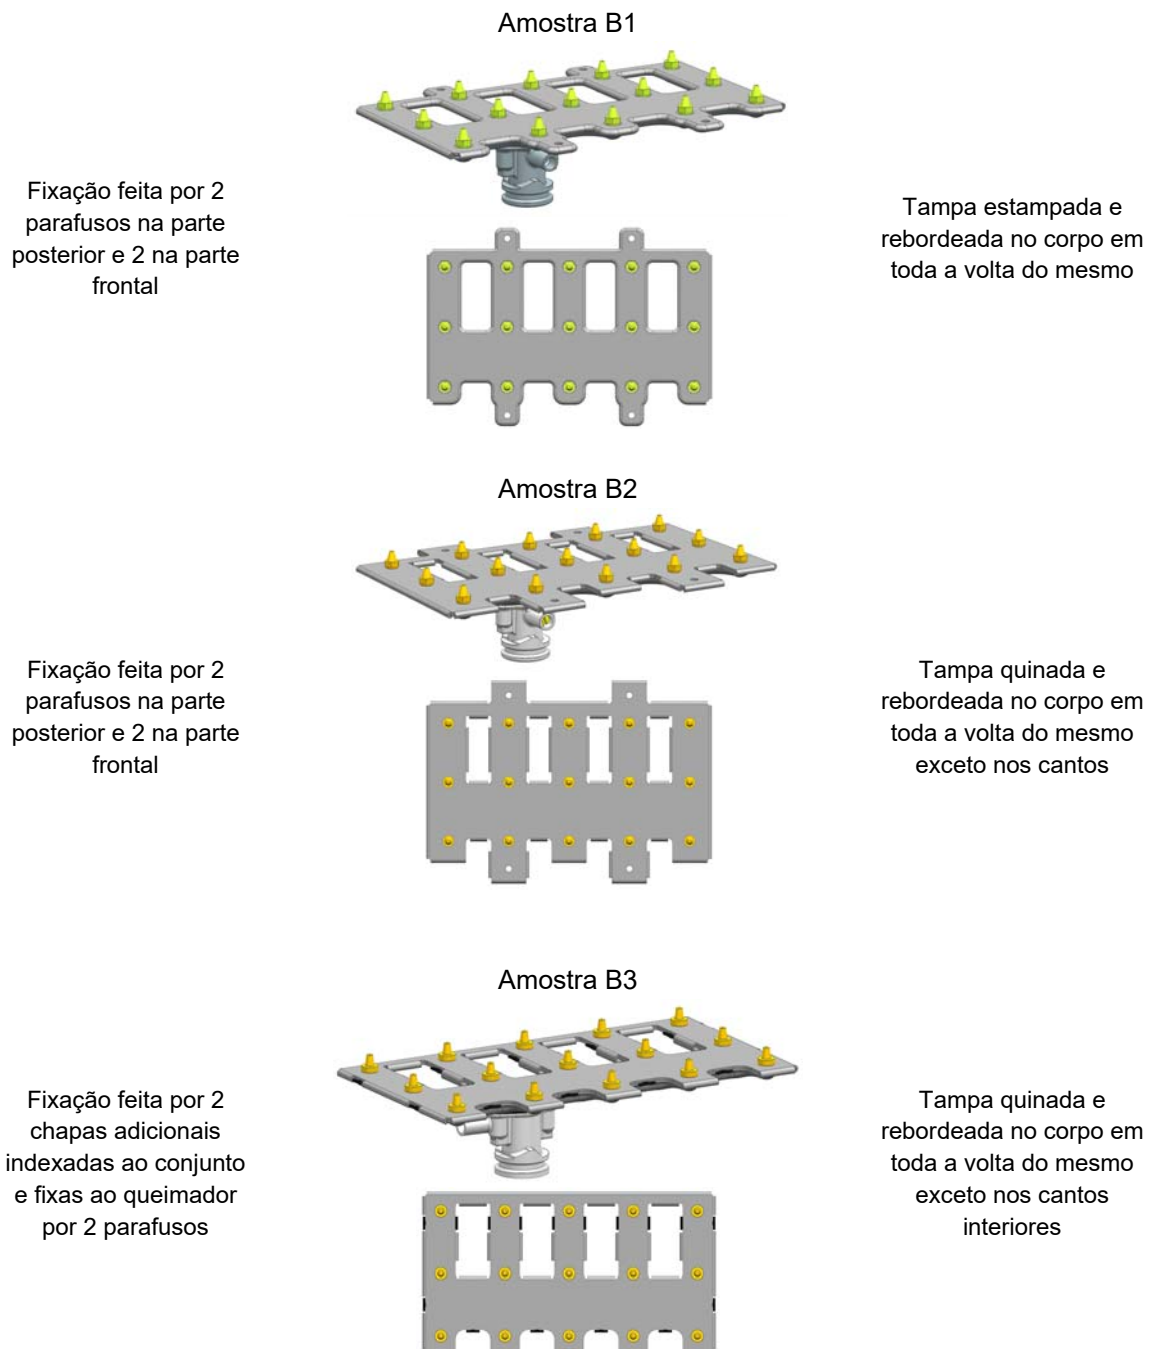 Amostra B1
Fixação feita por 2
parafusos na parte
posterior e 2 na parte
frontal
Tampa estampada e
rebordeada no corpo em
toda a volta do mesmo
Amostra B2
Fixação feita por 2
parafusos na parte
posterior e 2 na parte
frontal
Tampa quinada e
rebordeada no corpo em
toda a volta do mesmo
exceto nos cantos
Amostra B3
Fixação feita por 2
chapas adicionais
indexadas ao conjunto
e fixas ao queimador
por 2 parafusos
Tampa quinada e
rebordeada no corpo em
toda a volta do mesmo
exceto nos cantos
interiores